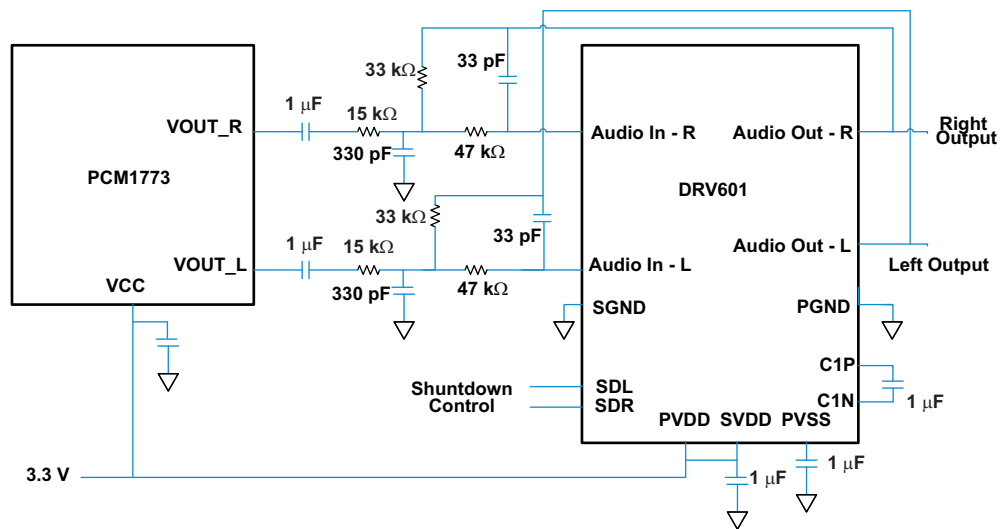 33 kΩ
33 pF
1 μF
15 kΩ
VOUT_R
Audio In - R
Audio Out - R
Right
Output
330 pF
47 kΩ
PCM1773
DRV601
33 kΩ
33 pF
1 μF
15 kΩ
Audio Out - L
VOUT_L
Audio In - L
Left Output
VCC
330 pF
47 kΩ
SGND
PGND
C1P
Shuntdown
Control
SDL
SDR
C1N
1 μF
PVDD
SVDD
PVSS
3.3 V
1 μF
1 μF